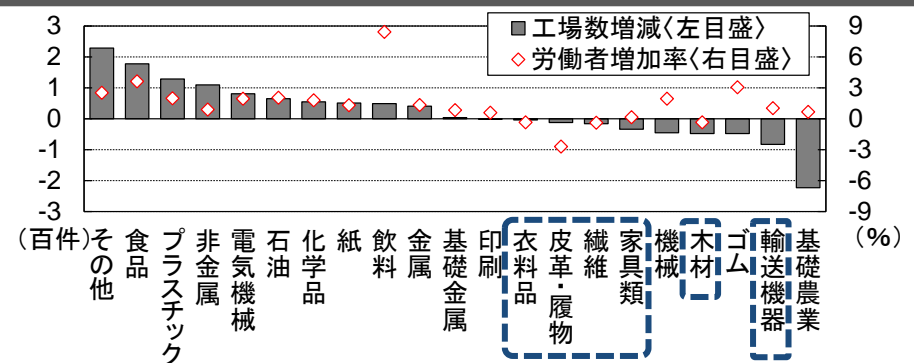 3
2
1
0
-1
-2
-3
9
6
3
0
-3
-6
-9
工場数増減〈左目盛〉
労働者増加率〈右目盛〉
(百件)
(%)
その他
食品
プラスチック
非金属
電気機械
石油
化学品
紙
飲料
金属
基礎金属
印刷
衣料品
皮革・履物
繊維
家具類
機械
木材
ゴム
輸送機器
基礎農業